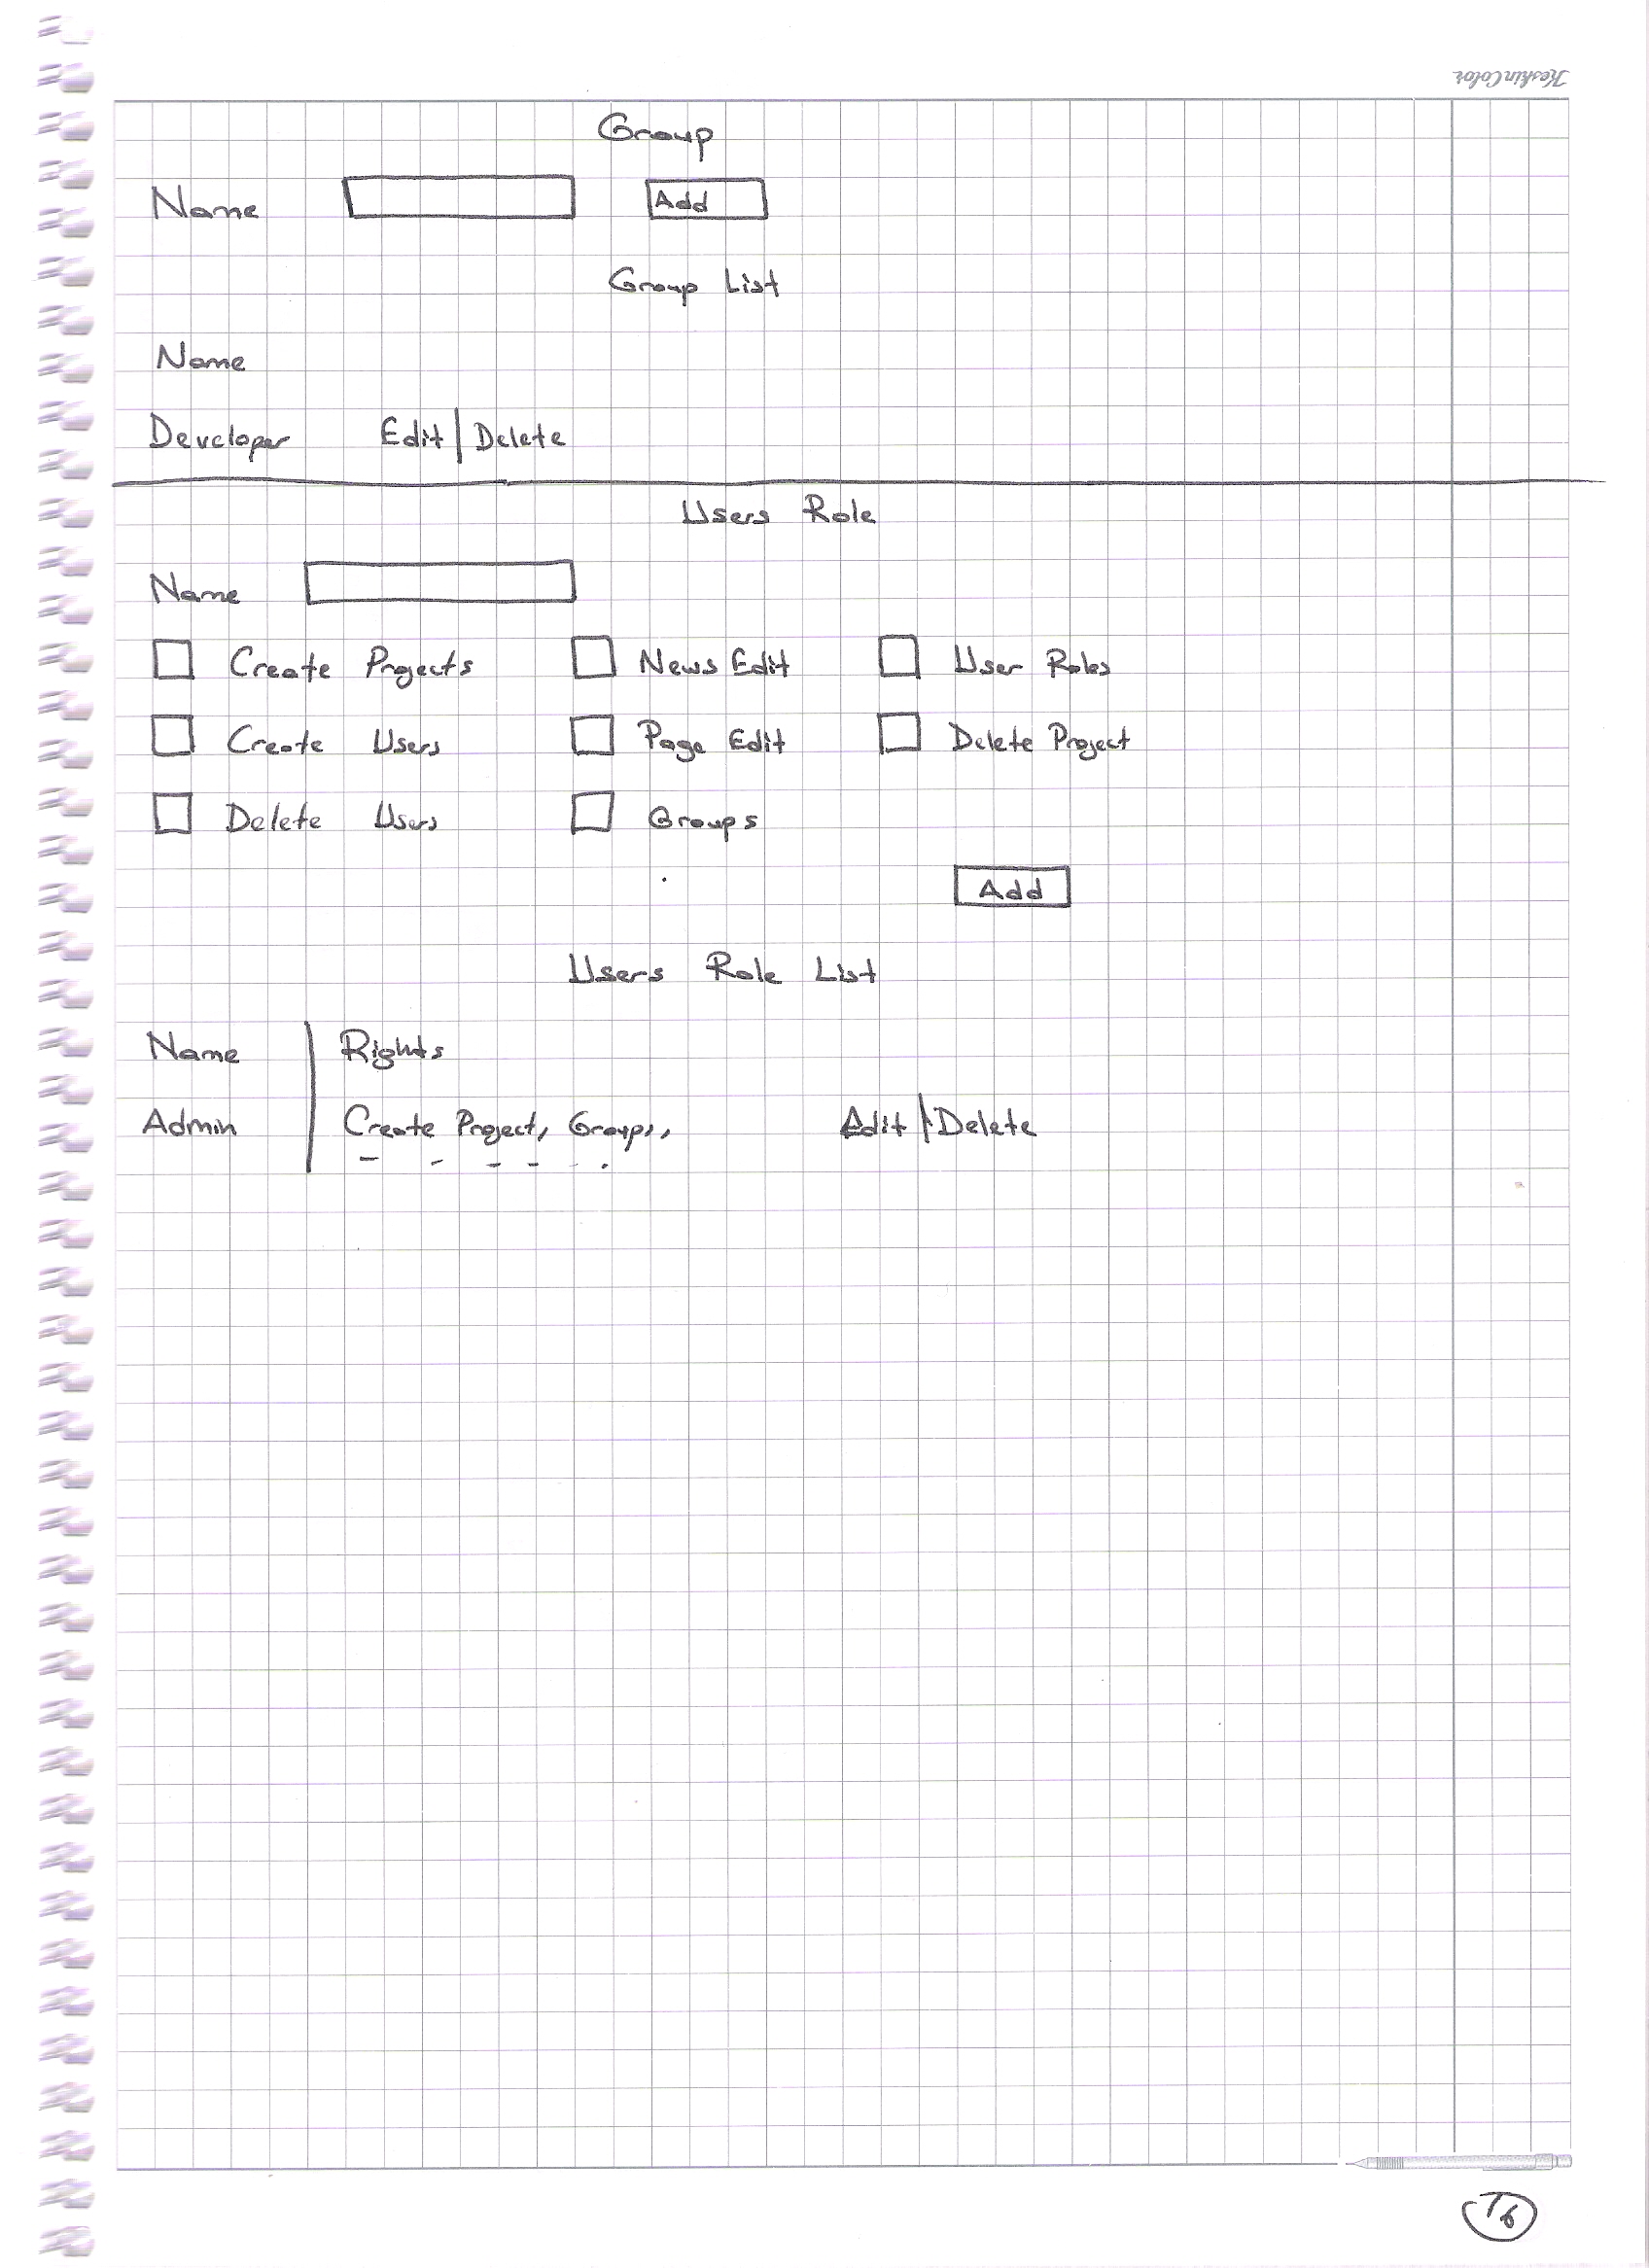 KeskinColor
Group
Name Add
Group List
Name
Developer Edit | Delete
Users Role
Name
Create Projects News Edit User Roles
Create Users Page Edit Delete Project
Delete Users Groups
Add
Users Role List
Name Rights
Admin Create Project, Groups, Edit | Delete
16